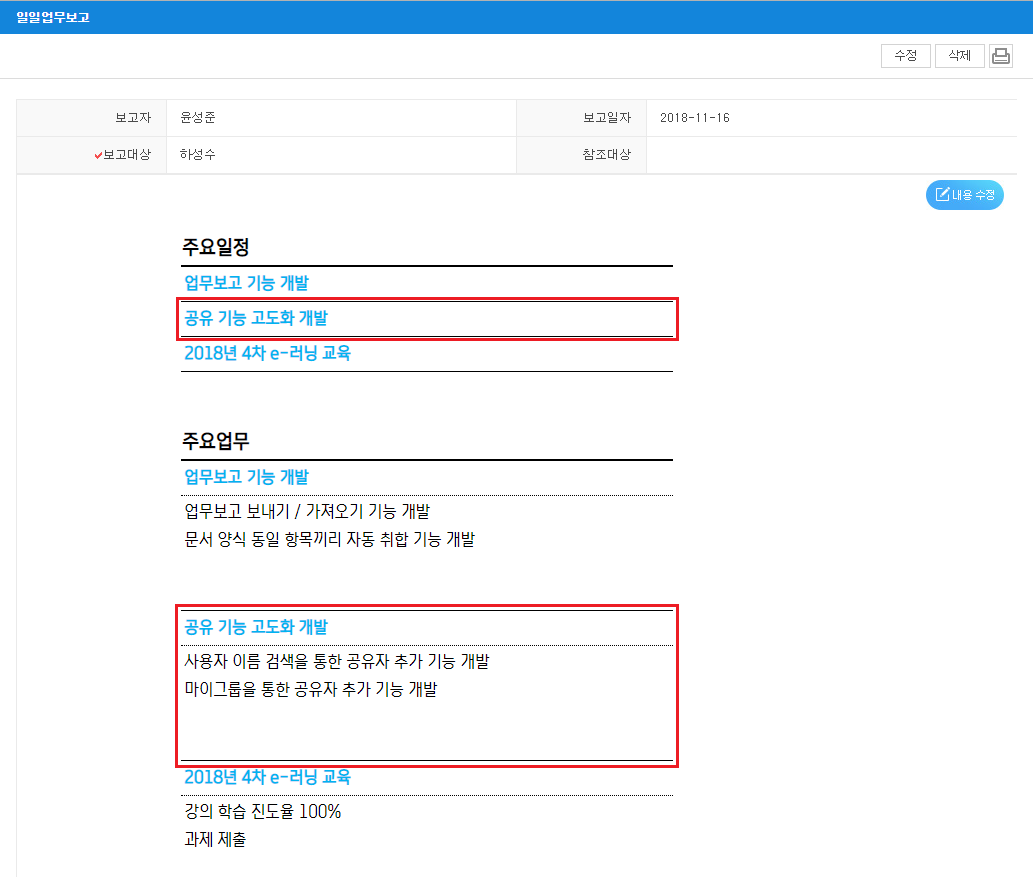 일일업무보고
수정 삭제
보고자 윤성준 보고일자 2018-11-16
보고대상 하성수 참조대상
내용 수정
주요일정
업무보고 기능 개발
공유 기능 고도화 개발
2018년 4차 e-러닝 교육
주요업무
업무보고 기능 개발
업무보고 보내기 / 가져오기 기능 개발
문서 양식 동일 항목끼리 자동 취합 기능 개발
공유 기능 고도화 개발
사용자 이름 검색을 통한 공유자 추가 기능 개발
마이그룹을 통한 공유자 추가 기능 개발
2018년 4차 e-러닝 교육
강의 학습 진도율 100%
과제 제출